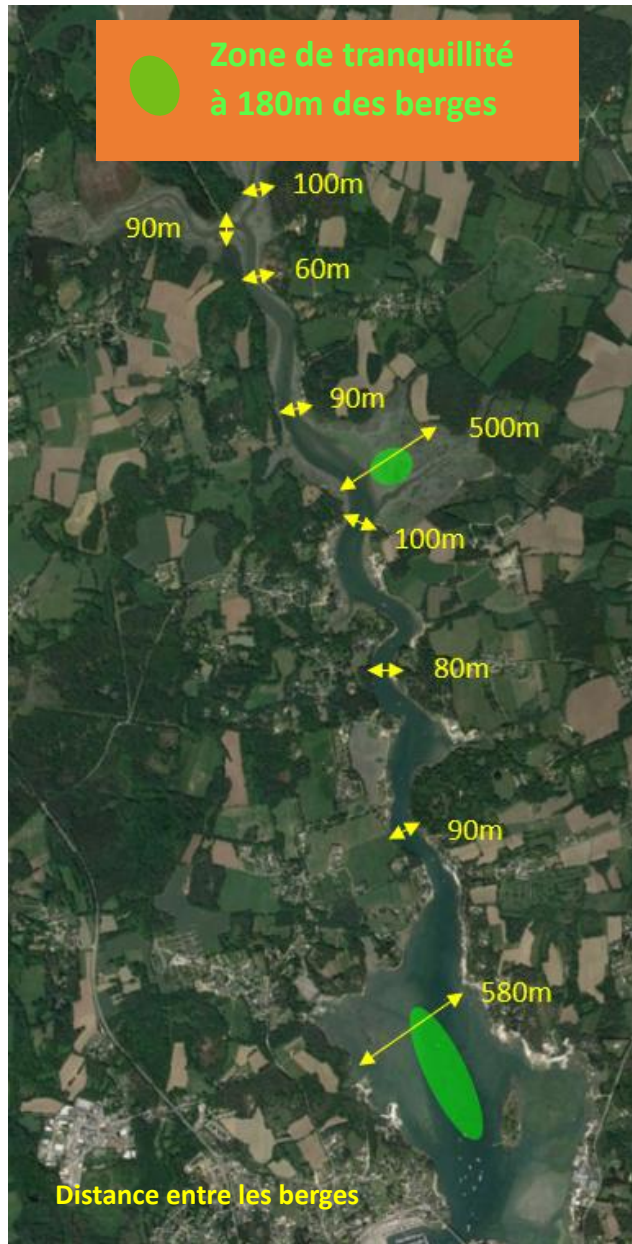 Zone de tranquillité
à 180m des berges
100m
90m
60m
90m
500m
100m
80m
90m
580m
Distance entre les berges